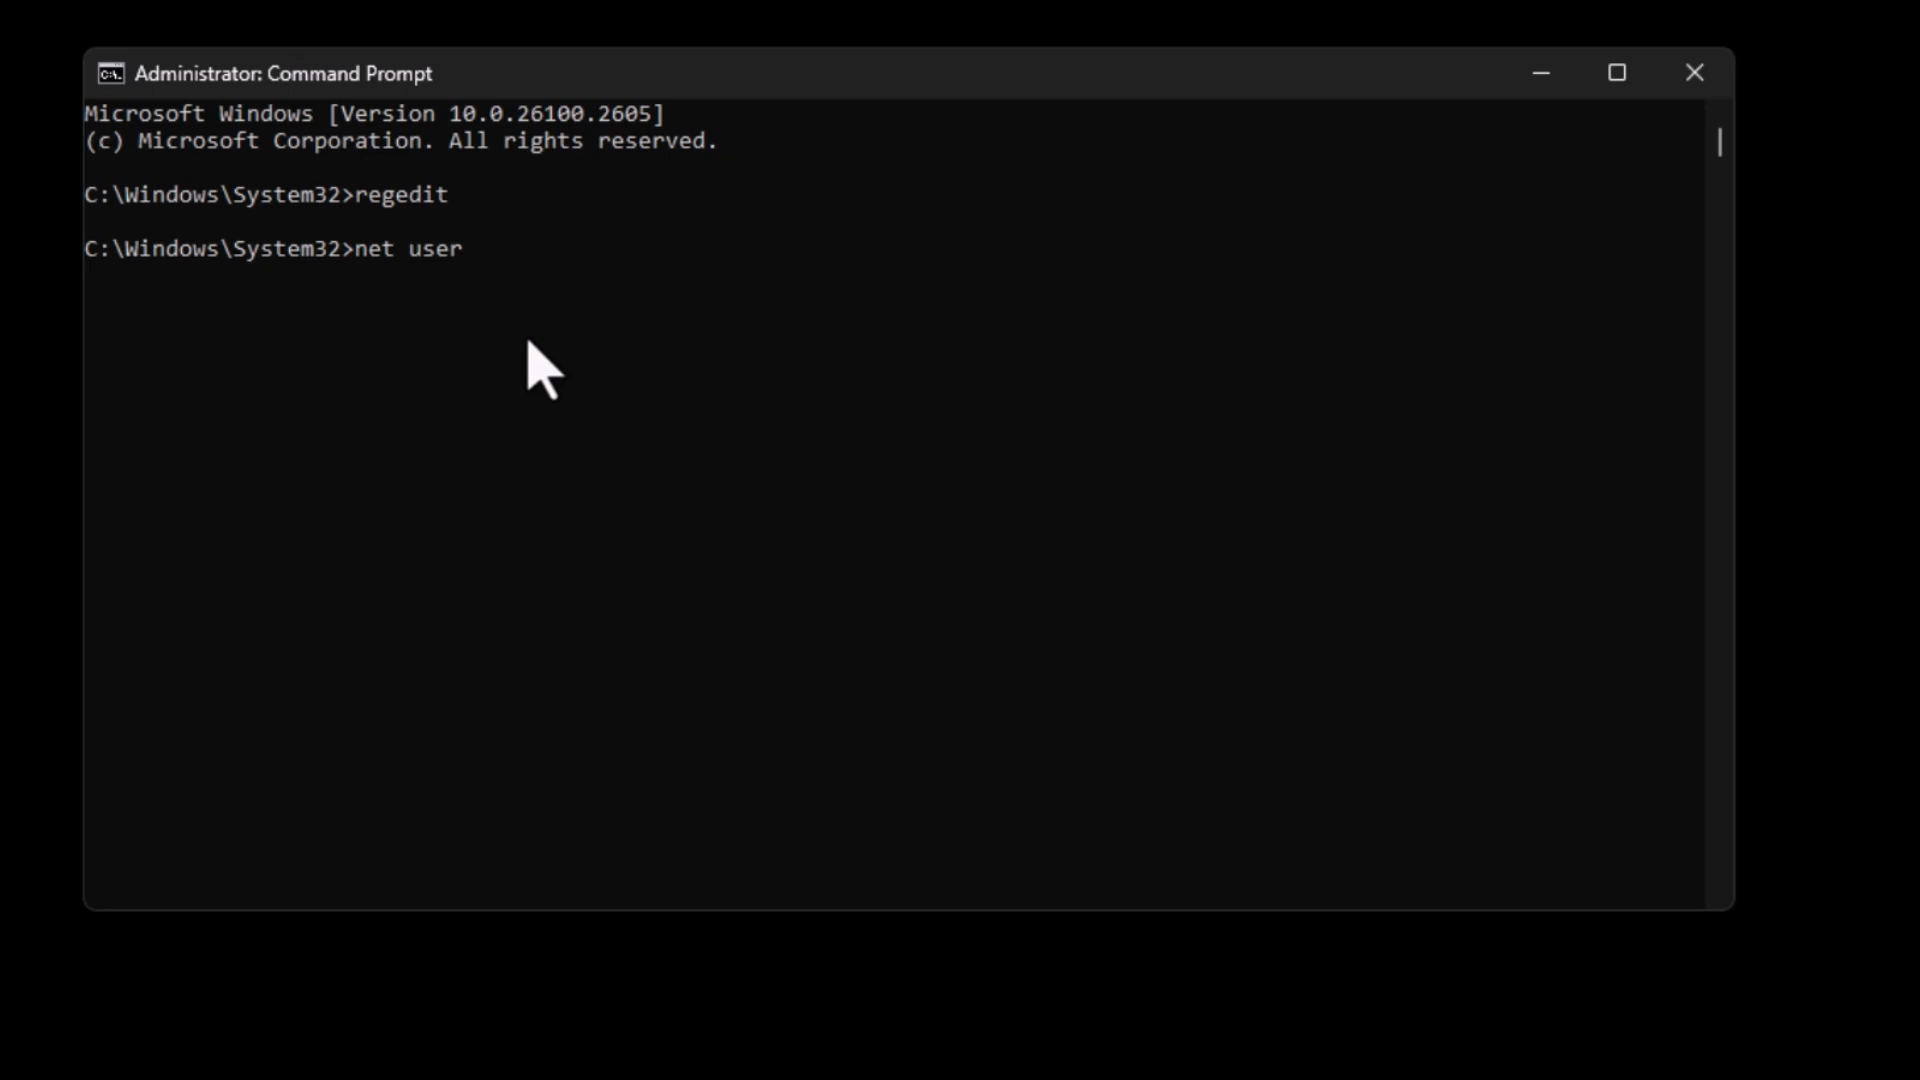 Administrator: Command Prompt
Microsoft Windows [Version 10.0.26100.2605]
(c) Microsoft Corporation. All rights reserved.
C:\Windows\System32>regedit
C:\Windows\System32>net user